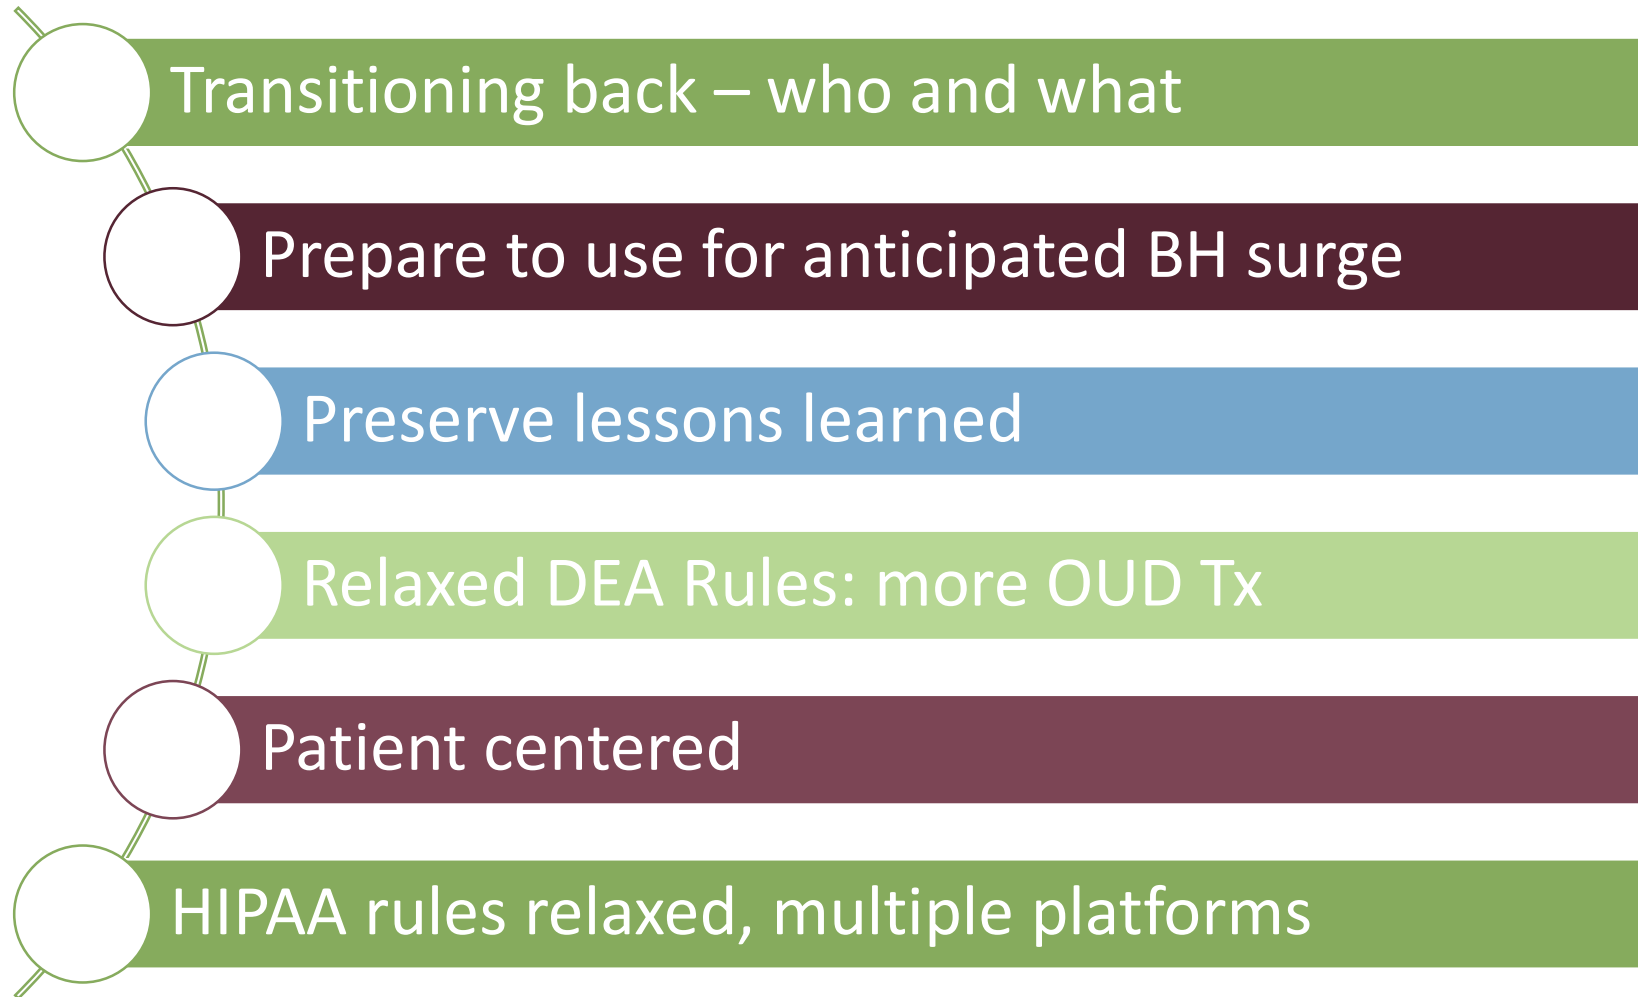 Transitioning back – who and what
Prepare to use for anticipated BH surge
Preserve lessons learned
Relaxed DEA Rules: more OUD Tx
Patient centered
HIPAA rules relaxed, multiple platforms